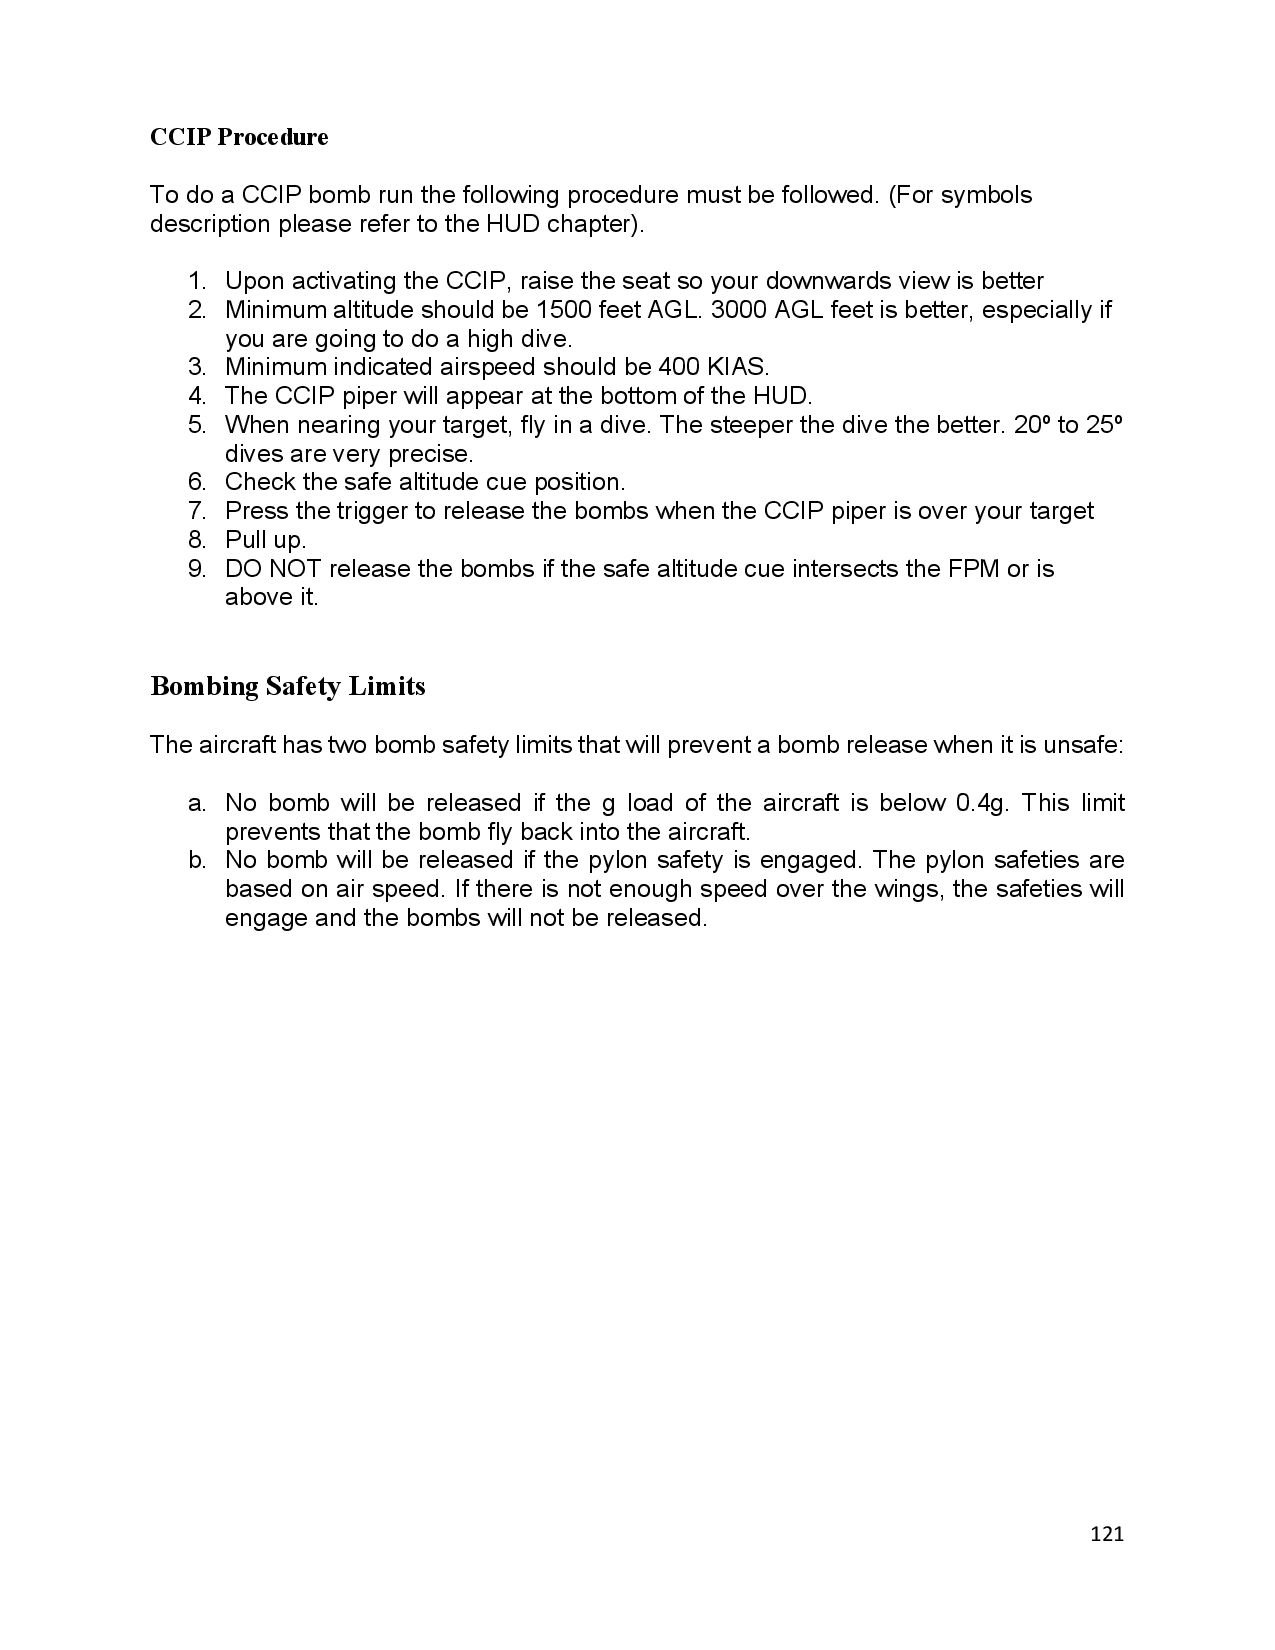 CCIP Procedure
To do a CCIP bomb run the following procedure must be followed. (For symbols
description please refer to the HUD chapter).
1. Upon activating the CCIP, raise the seat so your downwards view is better
2. Minimum altitude should be 1500 feet AGL. 3000 AGL feet is better, especially if
you are going to do a high dive.
3. Minimum indicated airspeed should be 400 KIAS.
4. The CCIP piper will appear at the bottom of the HUD.
5. When nearing your target, fly in a dive. The steeper the dive the better. 20º to 25º
dives are very precise.
6. Check the safe altitude cue position.
7. Press the trigger to release the bombs when the CCIP piper is over your target
8. Pull up.
9. DO NOT release the bombs if the safe altitude cue intersects the FPM or is
above it.
Bombing Safety Limits
The aircraft has two bomb safety limits that will prevent a bomb release when it is unsafe:
a. No bomb will be released if the g load of the aircraft is below 0.4g. This limit
prevents that the bomb fly back into the aircraft.
b. No bomb will be released if the pylon safety is engaged. The pylon safeties are
based on air speed. If there is not enough speed over the wings, the safeties will
engage and the bombs will not be released.
121